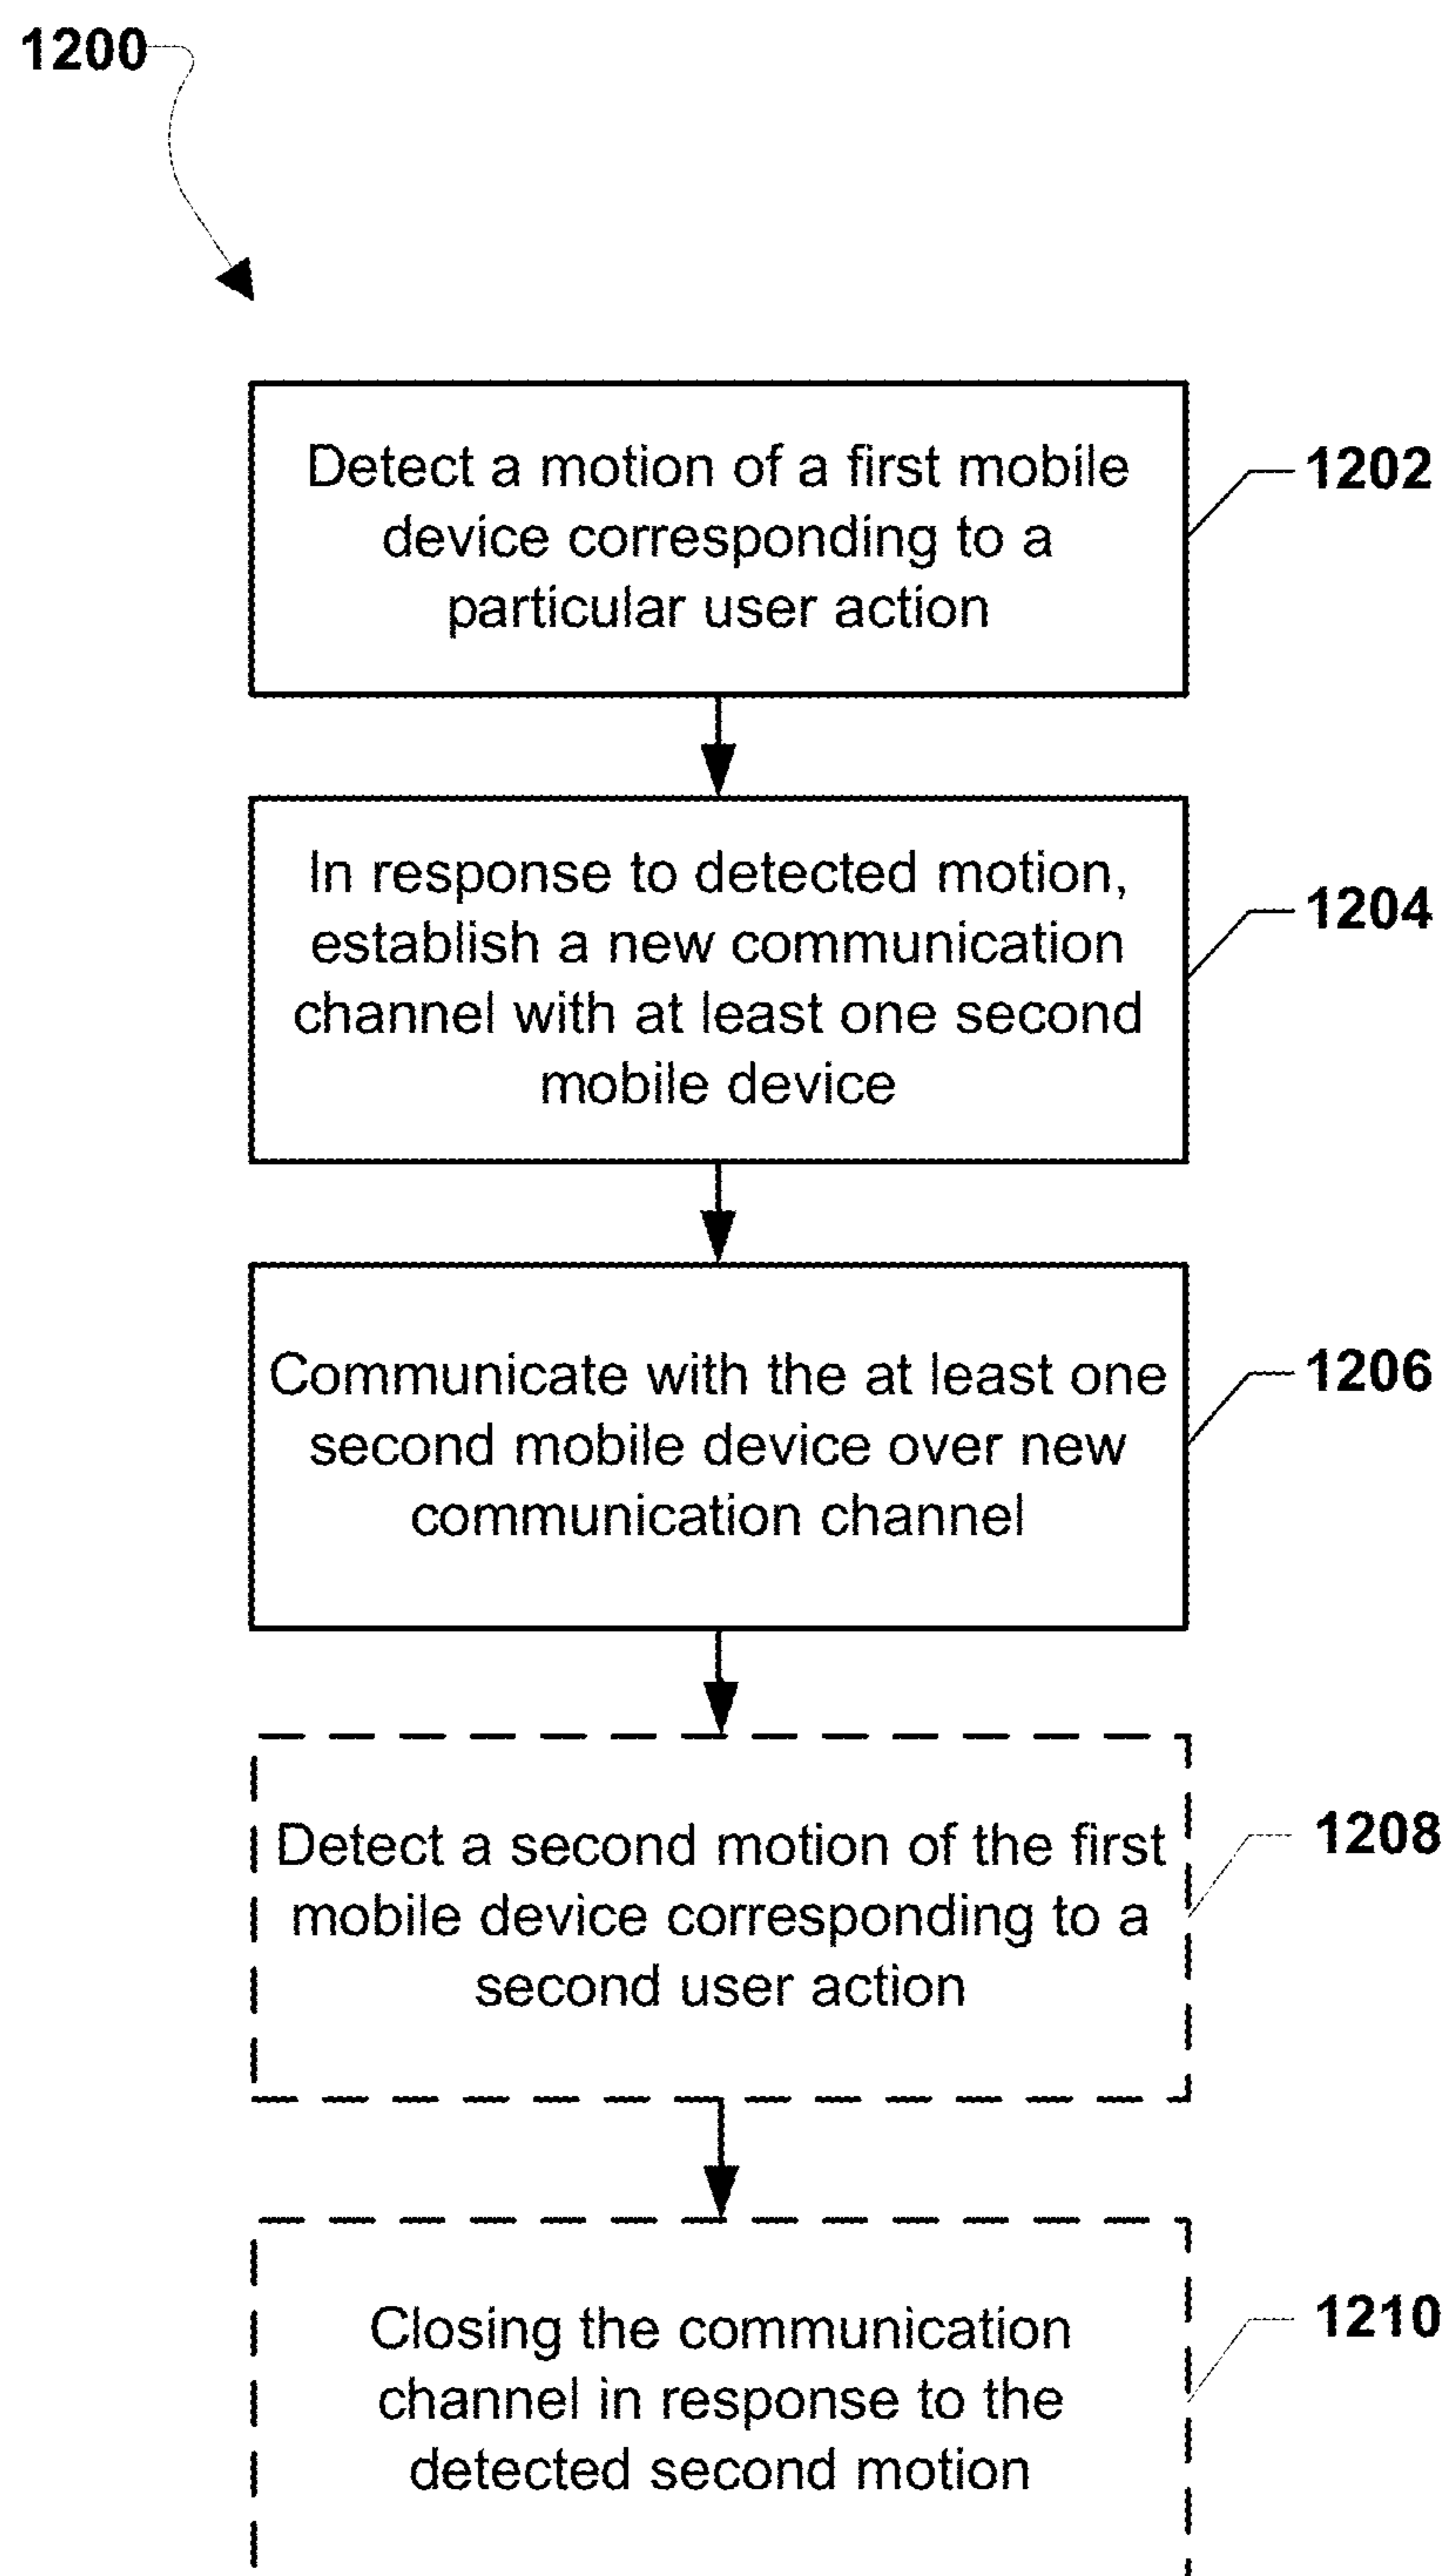 1200
Detect a motion of a first mobile
device corresponding to a
particular user action
1202
In response to detected motion,
establish a new communication
channel with at least one second
mobile device
1204
Communicate with the at least one
second mobile device over new
communication channel
1206
Detect a second motion of the first
mobile device corresponding to a
second user action
1208
Closing the communication
channel in response to the
detected second motion
1210